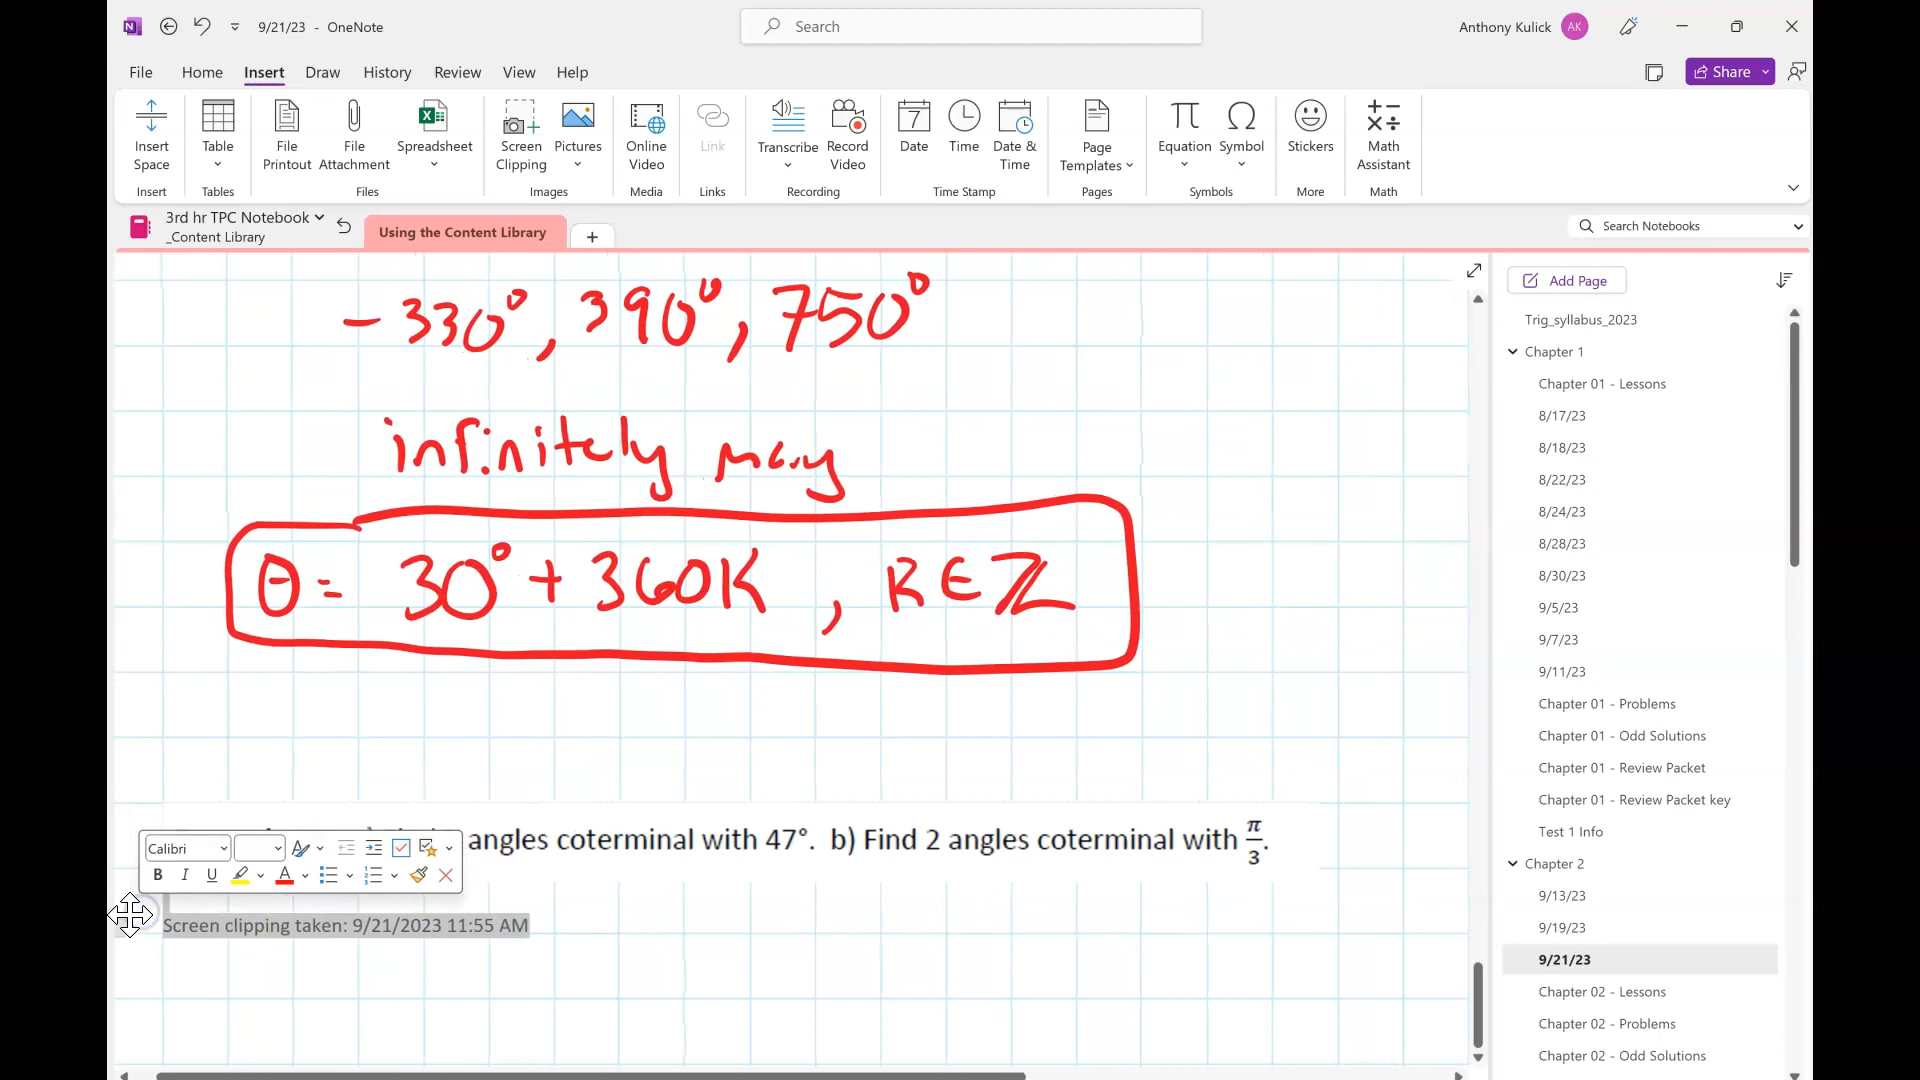 9/21/23 - OneNote
Search
Anthony Kulick
AK
File Home Insert Draw History Review View Help
Share
Insert Space
Table
File Printout
File Attachment
Spreadsheet
Screen Clipping
Pictures
Online Video
Link
Transcribe
Record Video
Date
Time
Date & Time
Page Templates
Equation
Symbol
Stickers
Math Assistant
Insert Tables Files Images Media Links Recording Time Stamp Pages Symbols More Math
3rd hr TPC Notebook
_Content Library
Using the Content Library
+
Search Notebooks
-330°, 390°, 750°
infinitely may
θ = 30° + 360K , K ∈ ℤ
angles coterminal with 47°. b) Find 2 angles coterminal with π/3.
Calibri
B I U A
Screen clipping taken: 9/21/2023 11:55 AM
Add Page
Trig_syllabus_2023
Chapter 1
Chapter 01 - Lessons
8/17/23
8/18/23
8/22/23
8/24/23
8/28/23
8/30/23
9/5/23
9/7/23
9/11/23
Chapter 01 - Problems
Chapter 01 - Odd Solutions
Chapter 01 - Review Packet
Chapter 01 - Review Packet key
Test 1 Info
Chapter 2
9/13/23
9/19/23
9/21/23
Chapter 02 - Lessons
Chapter 02 - Problems
Chapter 02 - Odd Solutions